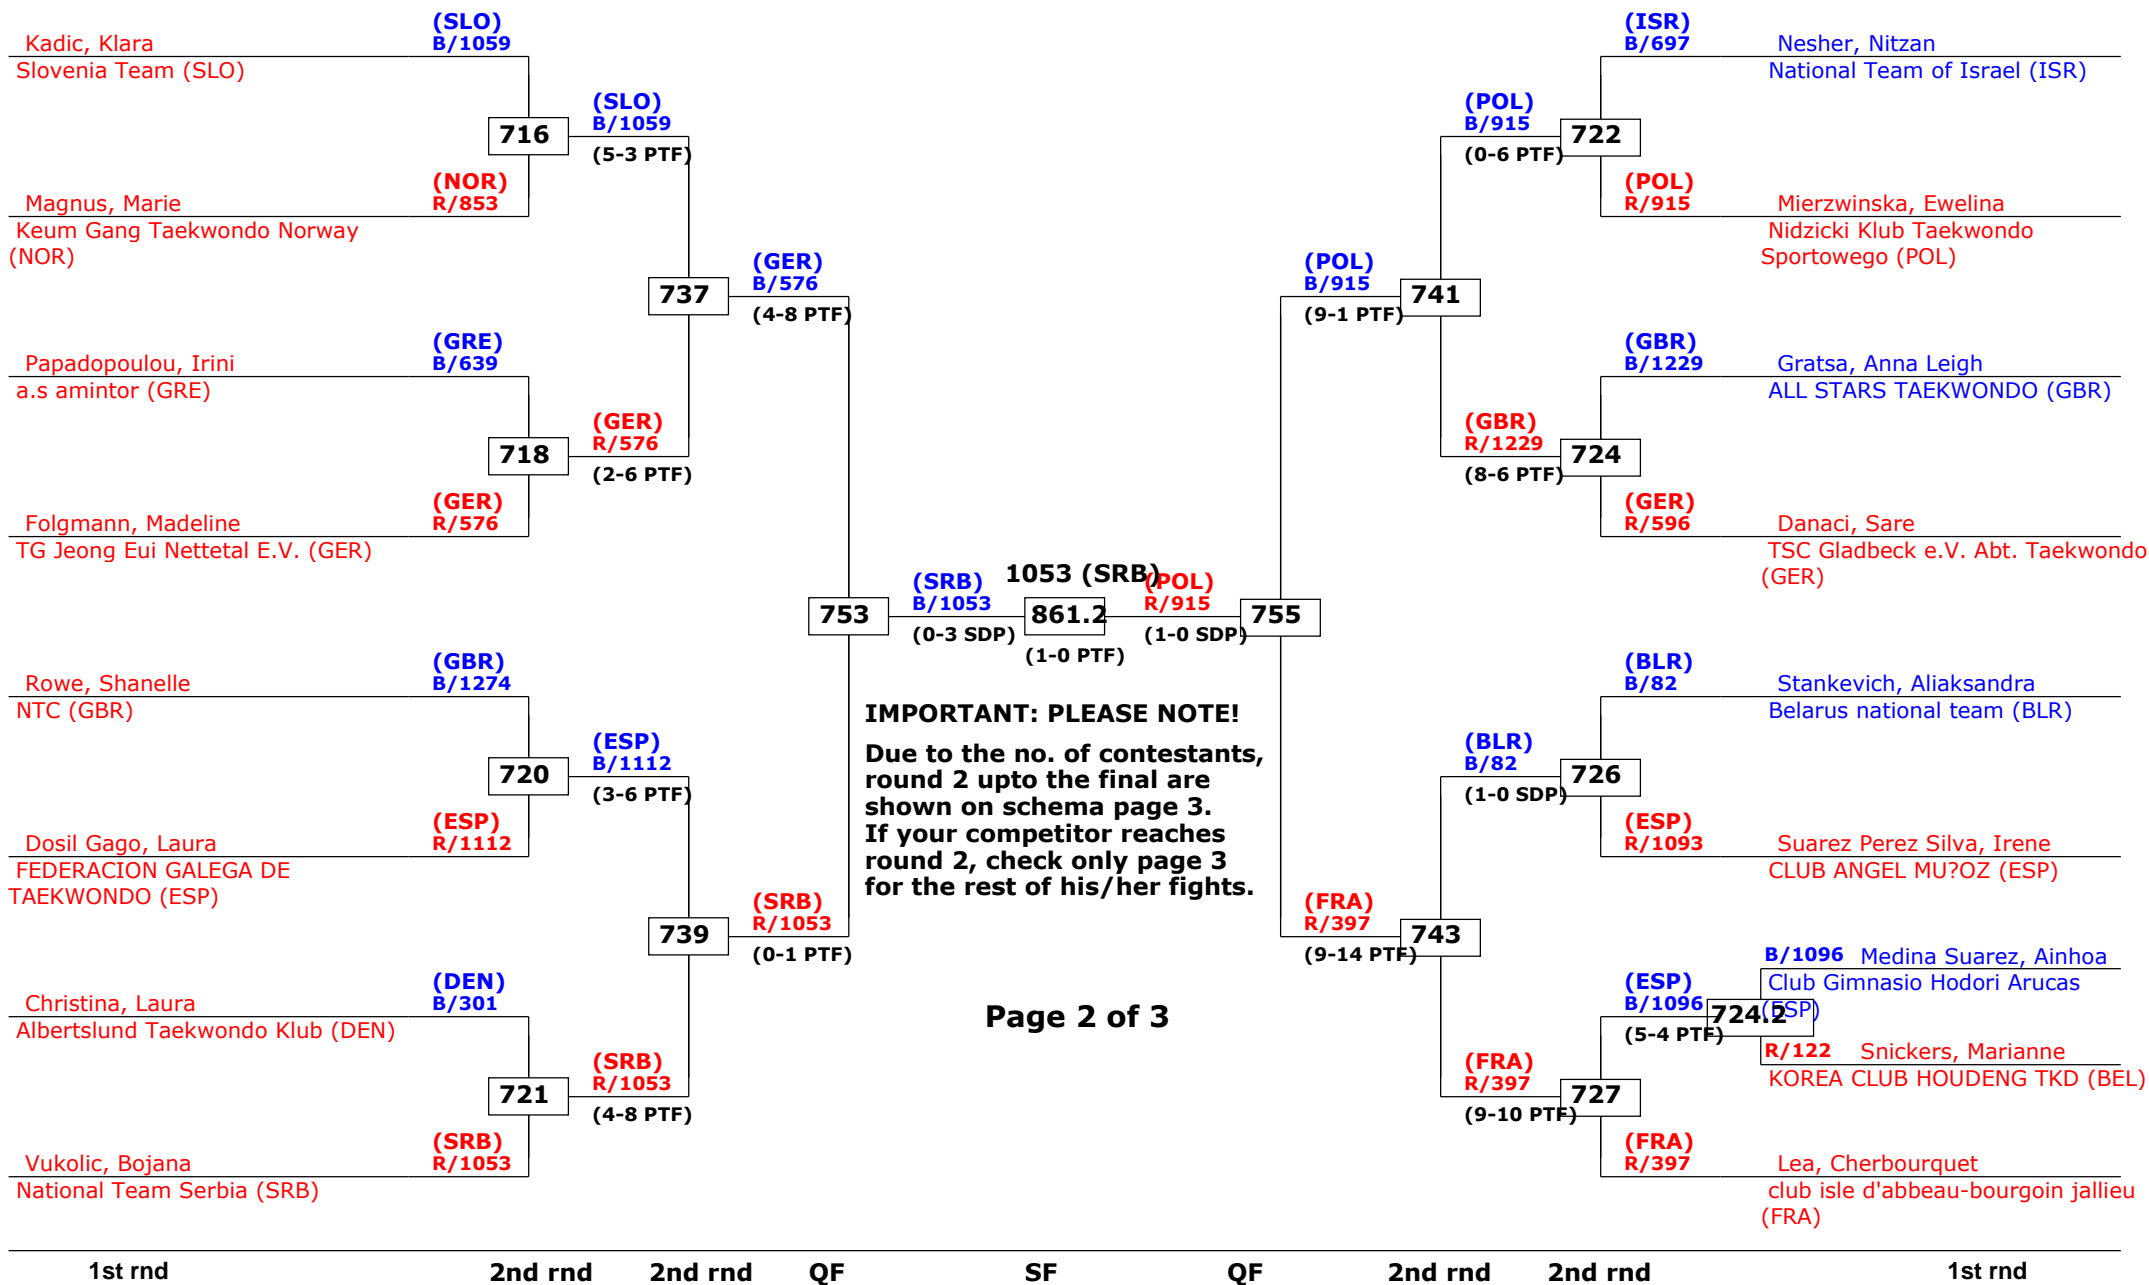 Kadic, Klara
Slovenia Team (SLO)
(SLO)
B/1059
716
(SLO)
B/1059
(5-3 PTF)
Magnus, Marie
Keum Gang Taekwondo Norway
(NOR)
(NOR)
R/853
737
(GER)
B/576
(4-8 PTF)
Papadopoulou, Irini
a.s amintor (GRE)
(GRE)
B/639
718
(GER)
R/576
(2-6 PTF)
Folgmann, Madeline
TG Jeong Eui Nettetal E.V. (GER)
(GER)
R/576
753
(SRB)
B/1053
(0-3 SDP)
1053 (SRB)
861.2
(1-0 PTF)
(POL)
R/915
(1-0 SDP)
755
Rowe, Shanelle
NTC (GBR)
(GBR)
B/1274
720
(ESP)
B/1112
(3-6 PTF)
Dosil Gago, Laura
FEDERACION GALEGA DE
TAEKWONDO (ESP)
(ESP)
R/1112
739
(SRB)
R/1053
(0-1 PTF)
Christina, Laura
Albertslund Taekwondo Klub (DEN)
(DEN)
B/301
721
(SRB)
R/1053
(4-8 PTF)
Vukolic, Bojana
National Team Serbia (SRB)
(SRB)
R/1053
IMPORTANT: PLEASE NOTE!
Due to the no. of contestants,
round 2 upto the final are
shown on schema page 3.
If your competitor reaches
round 2, check only page 3
for the rest of his/her fights.
Page 2 of 3
(ISR)
B/697
Nesher, Nitzan
National Team of Israel (ISR)
(POL)
B/915
(0-6 PTF)
722
(POL)
R/915
Mierzwinska, Ewelina
Nidzicki Klub Taekwondo
Sportowego (POL)
(POL)
B/915
(9-1 PTF)
741
(GBR)
B/1229
Gratsa, Anna Leigh
ALL STARS TAEKWONDO (GBR)
(GBR)
R/1229
(8-6 PTF)
724
(GER)
R/596
Danaci, Sare
TSC Gladbeck e.V. Abt. Taekwondo
(GER)
(BLR)
B/82
Stankevich, Aliaksandra
Belarus national team (BLR)
(BLR)
B/82
(1-0 SDP)
726
(ESP)
R/1093
Suarez Perez Silva, Irene
CLUB ANGEL MU?OZ (ESP)
(FRA)
R/397
(9-14 PTF)
743
B/1096 Medina Suarez, Ainhoa
Club Gimnasio Hodori Arucas
(ESP)
(ESP)
B/1096
(5-4 PTF)
724.2
R/122 Snickers, Marianne
KOREA CLUB HOUDENG TKD (BEL)
(FRA)
R/397
(9-10 PTF)
727
(FRA)
R/397
Lea, Cherbourquet
club isle d'abbeau-bourgoin jallieu
(FRA)
1st rnd 2nd rnd 2nd rnd QF SF QF 2nd rnd 2nd rnd 1st rnd